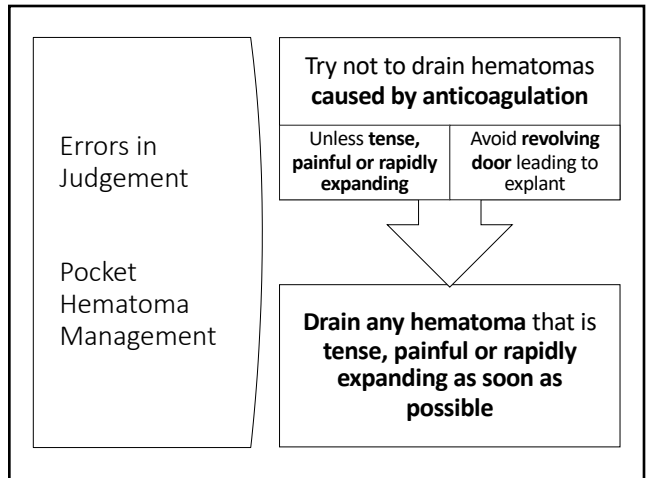 Errors in
Judgement
Pocket
Hematoma
Management
Try not to drain hematomas
caused by anticoagulation
Unless tense,
painful or rapidly
expanding
Avoid revolving
door leading to
explant
Drain any hematoma that is
tense, painful or rapidly
expanding as soon as
possible